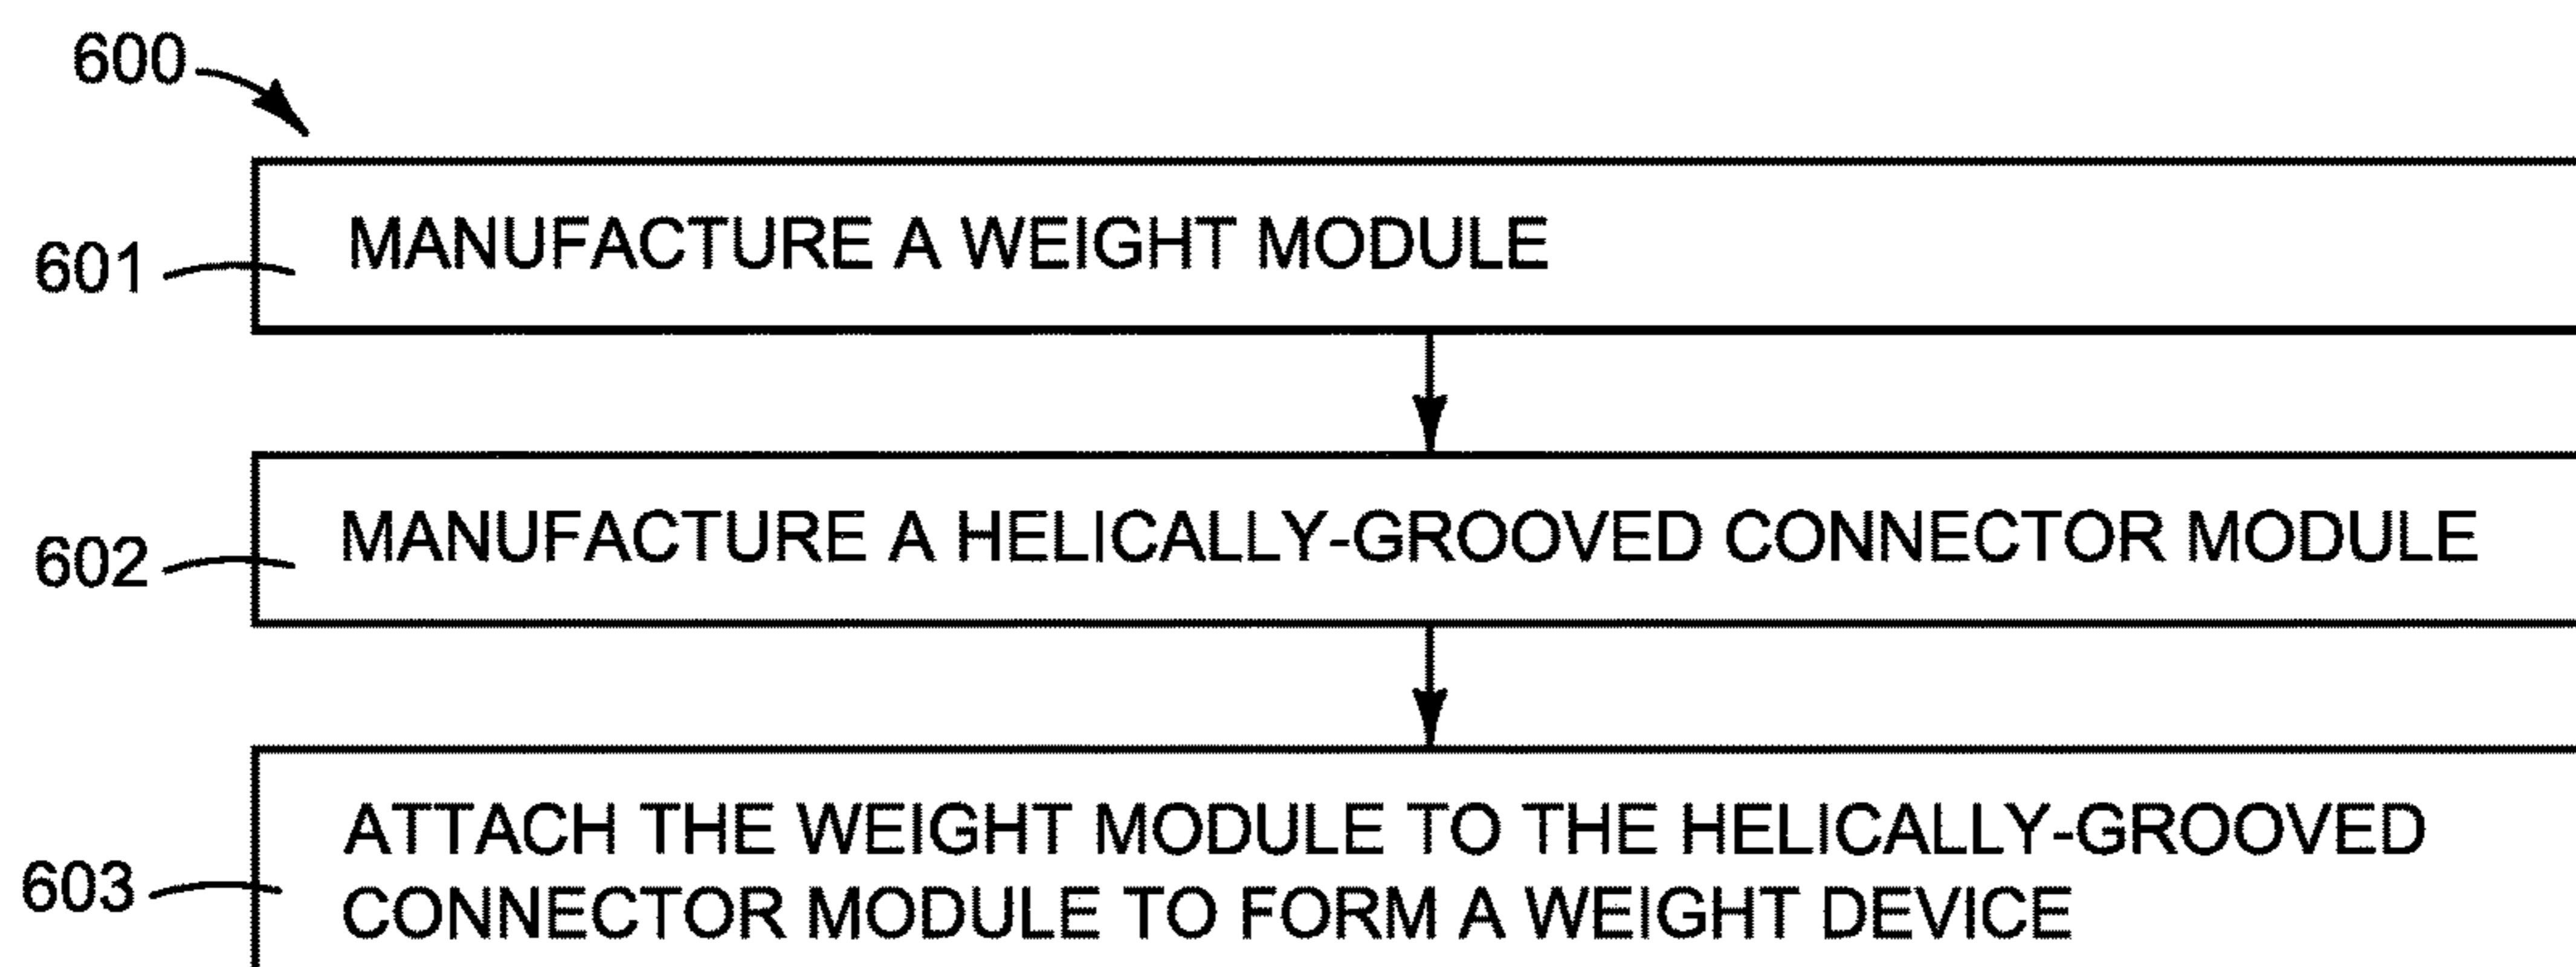 600
601 MANUFACTURE A WEIGHT MODULE
602 MANUFACTURE A HELICALLY-GROOVED CONNECTOR MODULE
603 ATTACH THE WEIGHT MODULE TO THE HELICALLY-GROOVED
CONNECTOR MODULE TO FORM A WEIGHT DEVICE